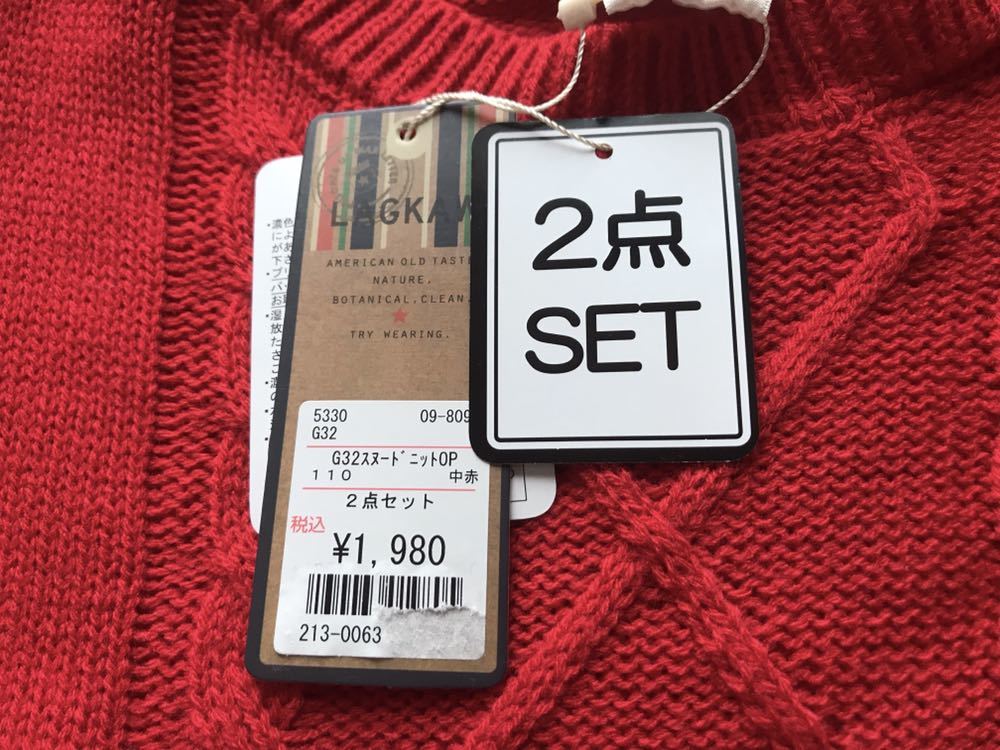 LAGKAW
AMERICAN OLD TASTE
NATURE.
BOTANICAL.CLEAN.
TRY WEARING.
5330 09-809
G32
G32スヌードニットOP
110 中赤
2点セット
税込
¥1,980
213-0063
2点
SET